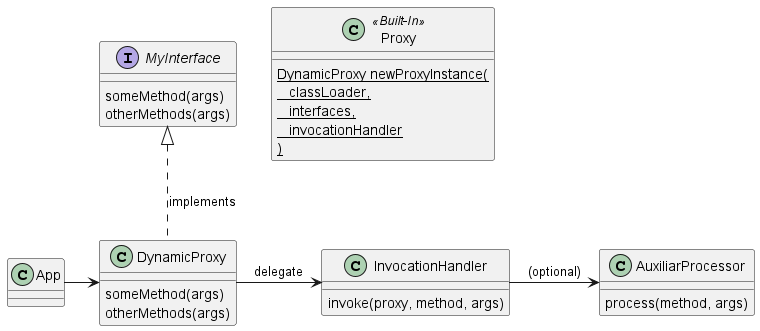 «Built-In»
C
Proxy
DynamicProxy newProxyInstance(
classLoader,
interfaces,
invocationHandler
)
I
MyInterface
someMethod(args)
otherMethods(args)
implements
C
App
C
DynamicProxy
someMethod(args)
otherMethods(args)
delegate
C
InvocationHandler
invoke(proxy, method, args)
(optional)
C
AuxiliarProcessor
process(method, args)